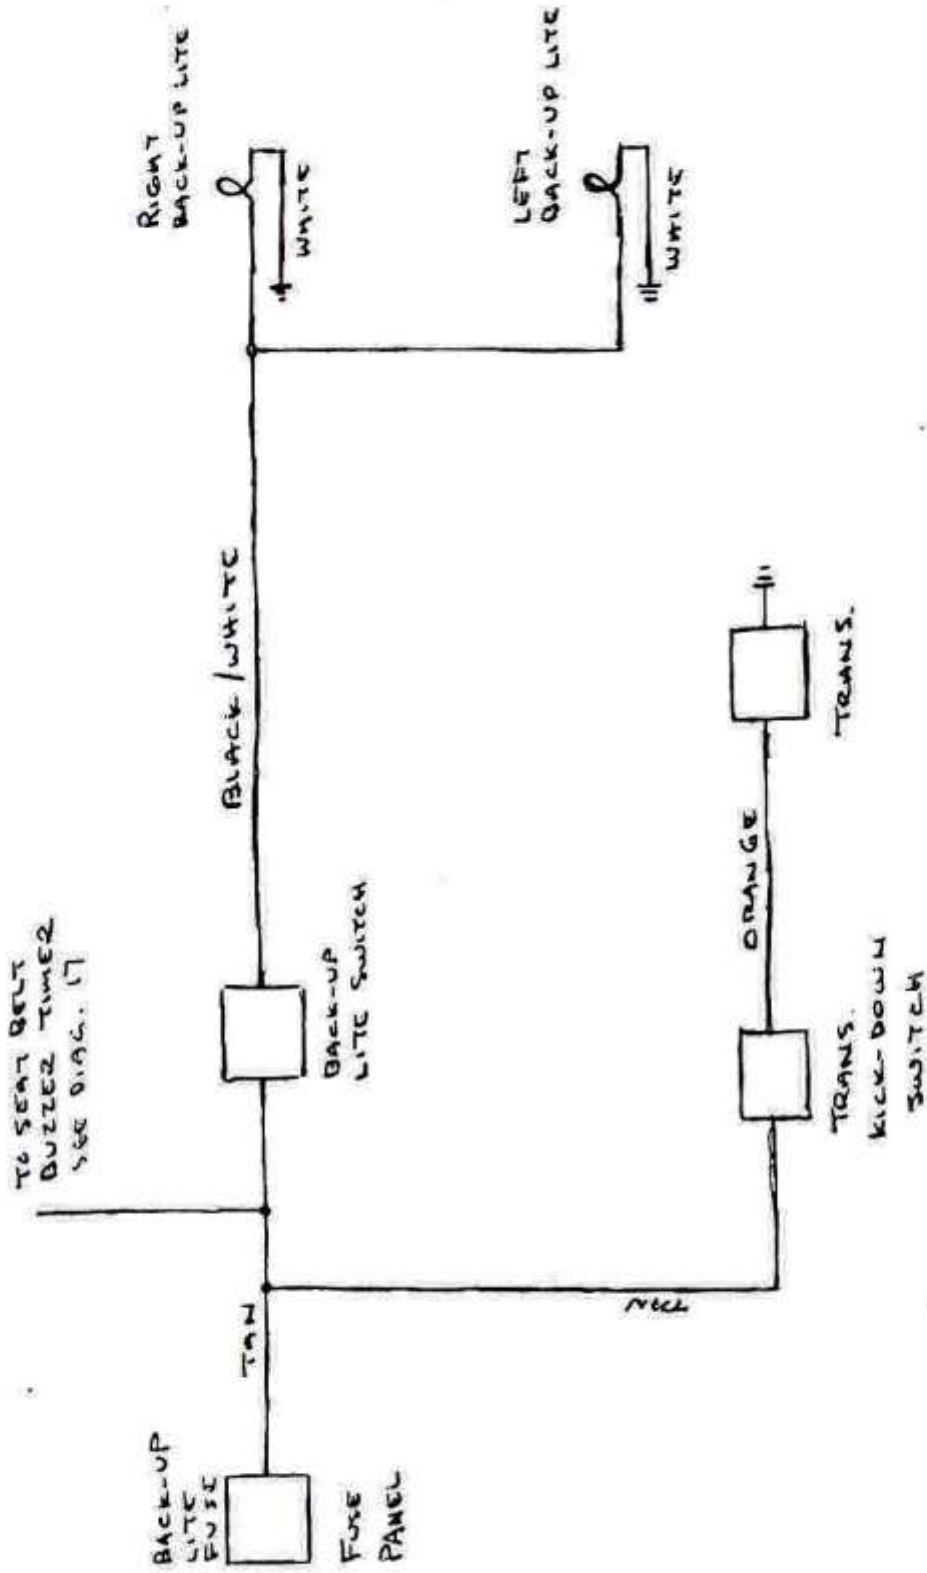 TO SEAT BELT
BUZZER TIMER
SEE DIAG. 17
RIGHT
BACK-UP LITE
BACK-UP
LITE
FUSE
TAN
BLACK/WHITE
WHITE
FUSE
PANEL
BACK-UP
LITE SWITCH
LEFT
BACK-UP LITE
WHITE
ORANGE
TRANS.
KICK-DOWN
SWITCH
TRANS.